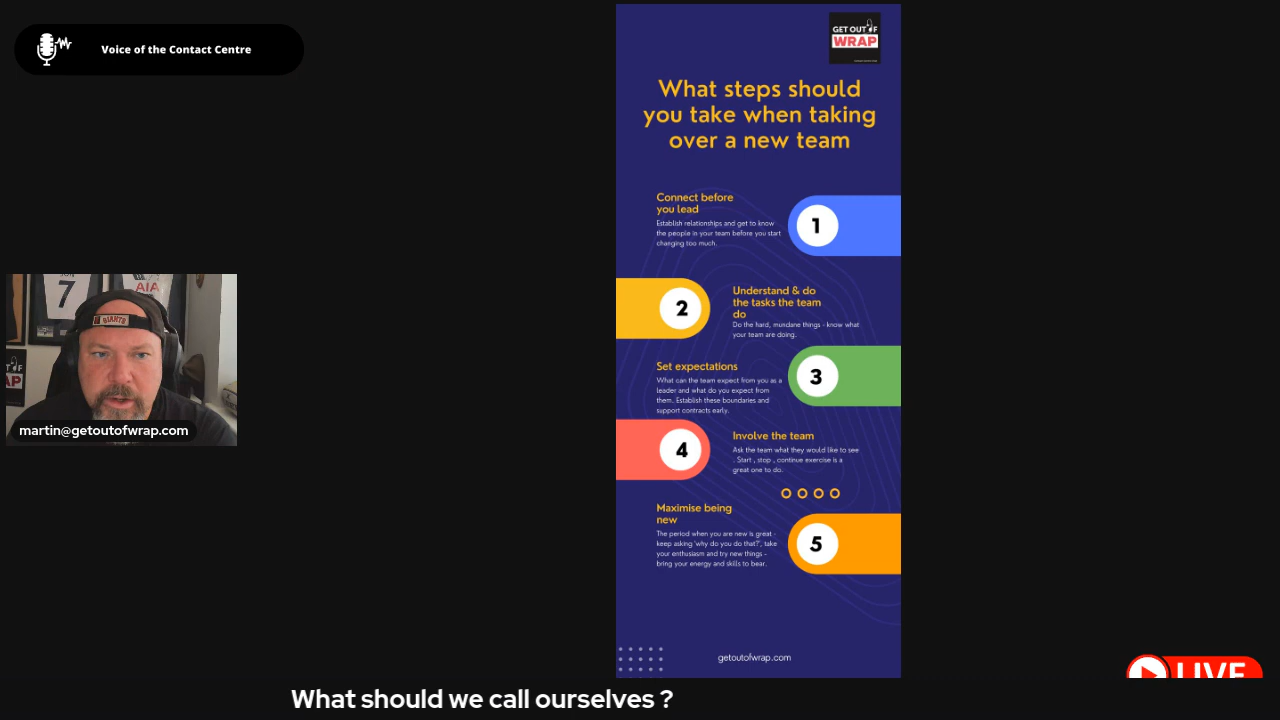 Voice of the Contact Centre
GET OUT OF
WRAP
What steps should
you take when taking
over a new team
Connect before
you lead
Establish relationships and get to know
the people in your team before you start
changing too much.
1
2
Understand & do
the tasks the team
do
Do the hard, mundane things - know what
your team are doing.
Set expectations
What can the team expect from you as a
leader and what do you expect from
them. Establish these boundaries and
support contracts early.
3
4
Involve the team
Ask the team what they would like to see
. Start , stop , continue exercise is a
great one to do.
Maximise being
new
The period when you are new is great -
keep asking 'why do you do that?', take
your enthusiasm and try new things -
bring your energy and skills to bear.
5
getoutofwrap.com
7
AIA
GIANTS
martin@getoutofwrap.com
LIVE
What should we call ourselves ?